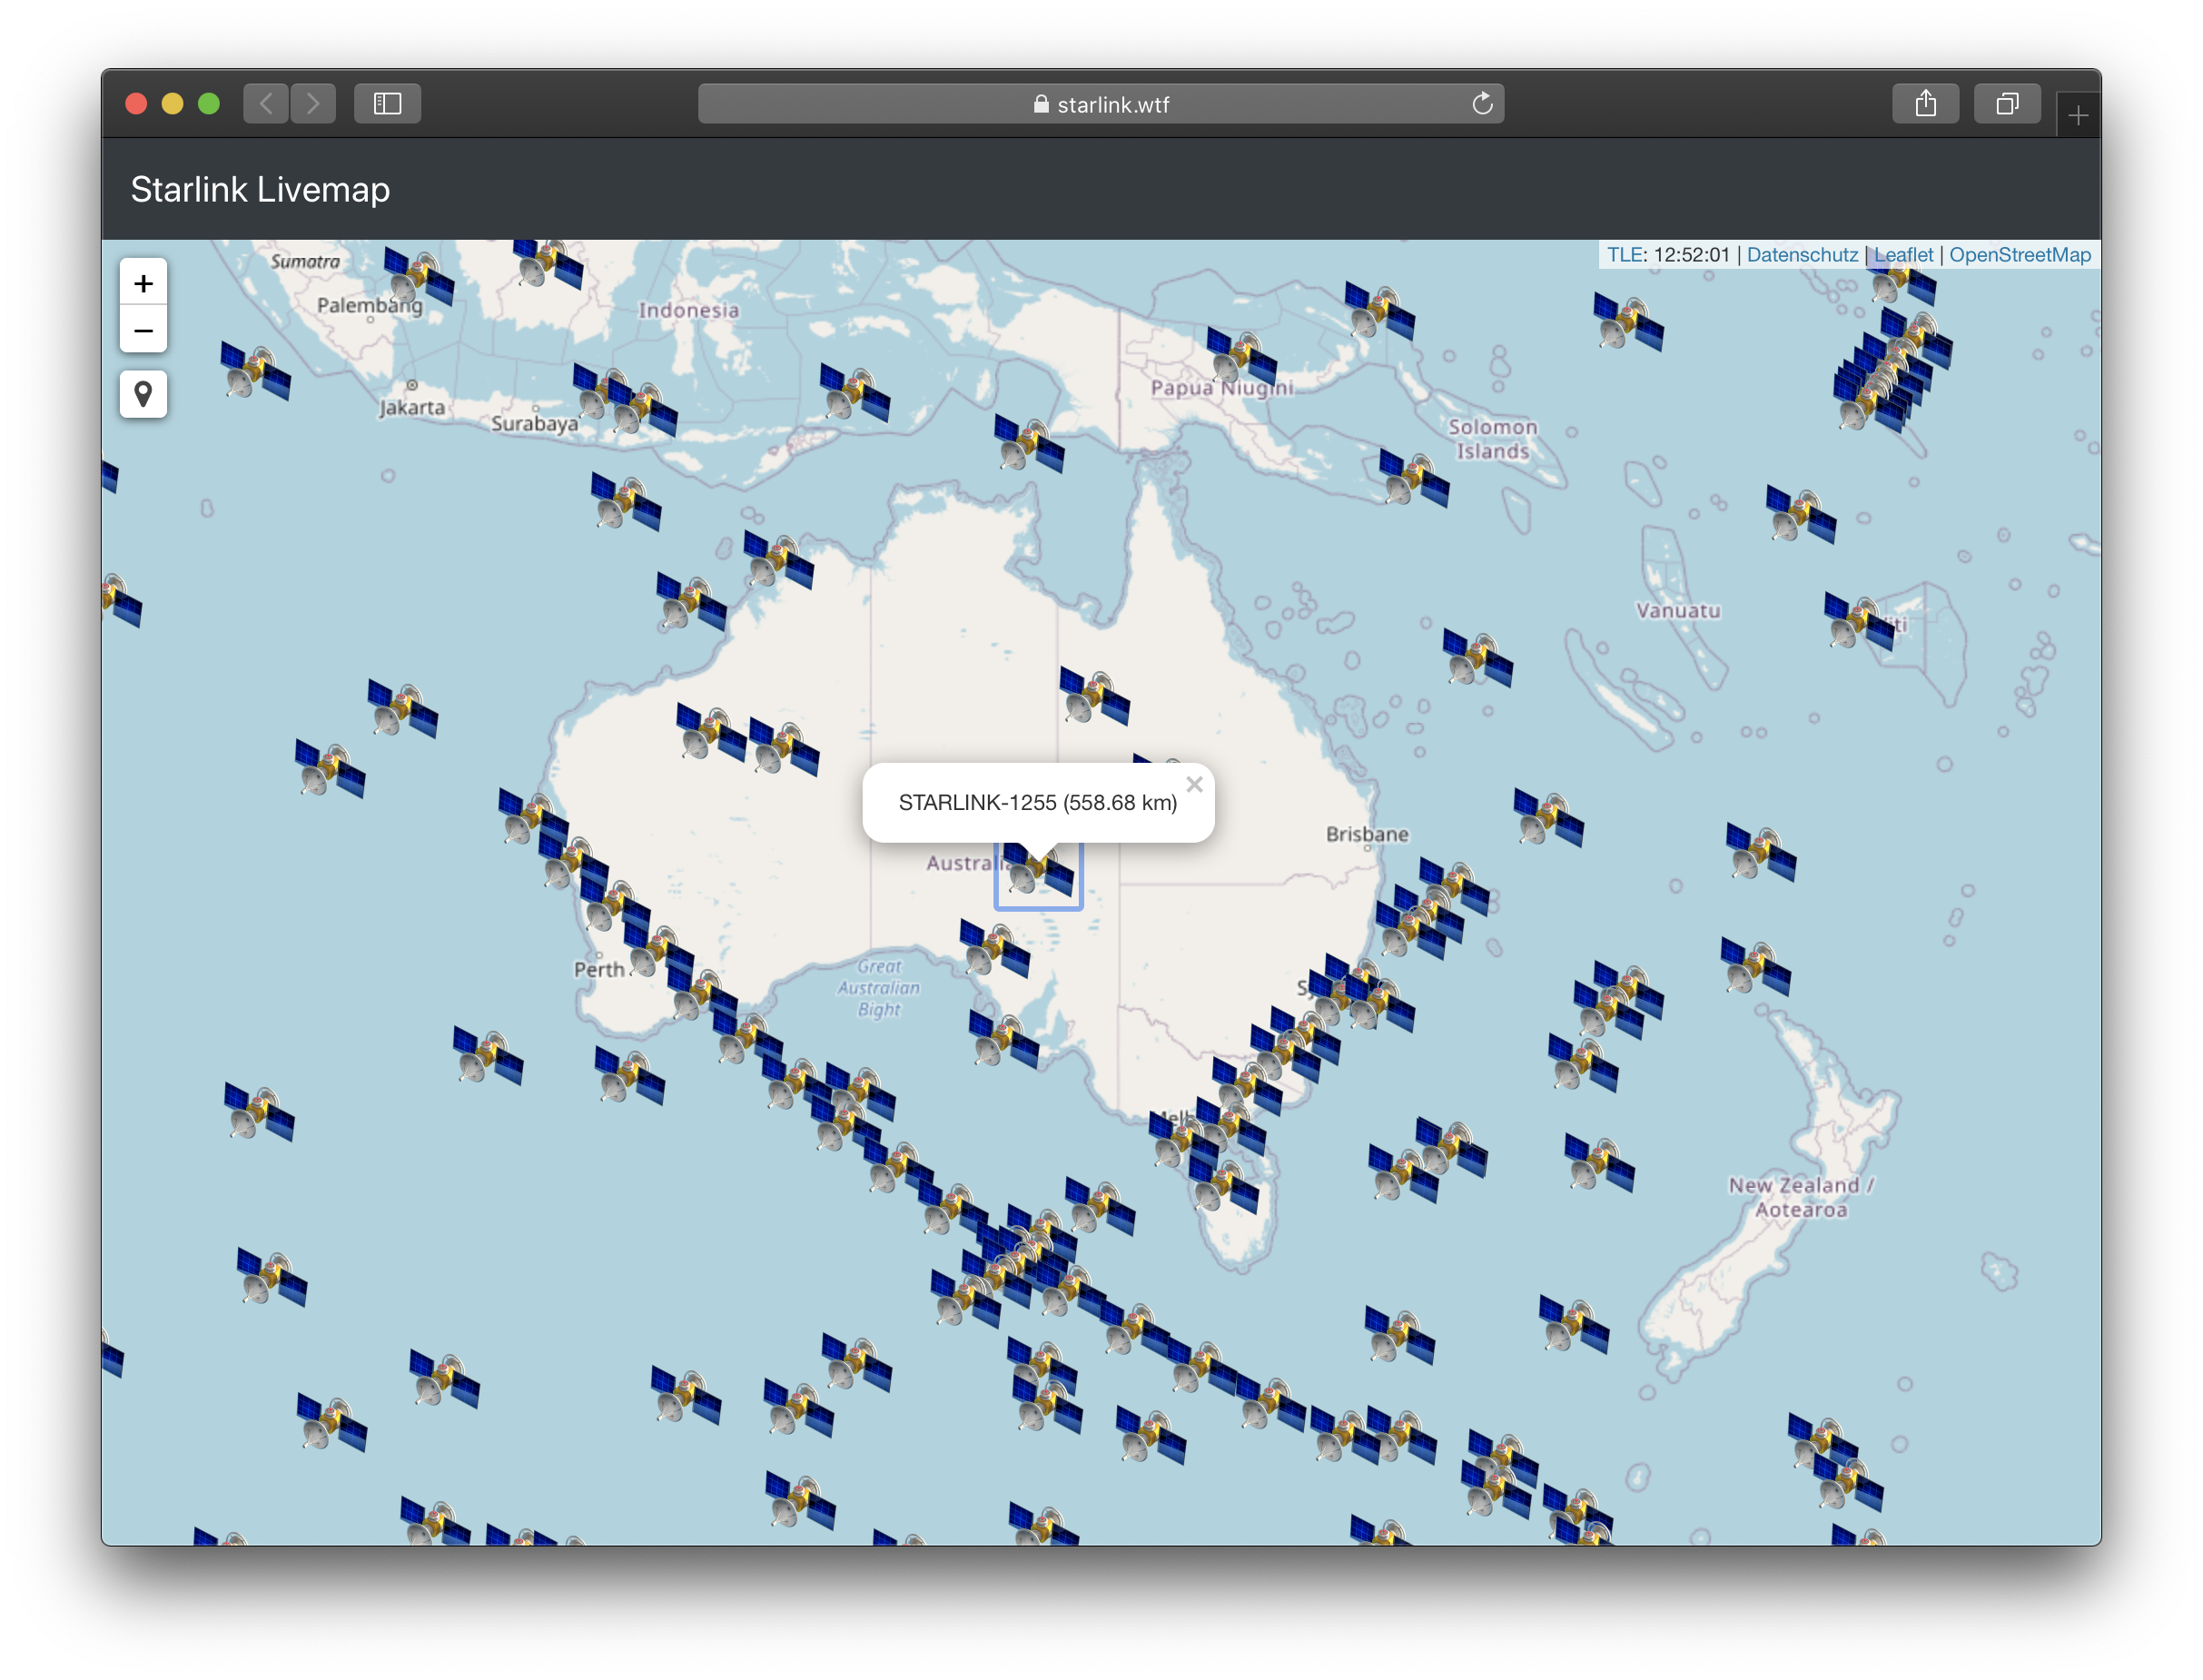 starlink.wtf
Starlink Livemap
TLE: 12:52:01 | Datenschutz | Leaflet | OpenStreetMap
+
−
Sumatra
Palembang
Indonesia
Jakarta
Surabaya
Papua Niugini
Solomon
Islands
Vanuatu
STARLINK-1255 (558.68 km)
×
Brisbane
Perth
Great
Australian
Bight
New Zealand /
Aotearoa